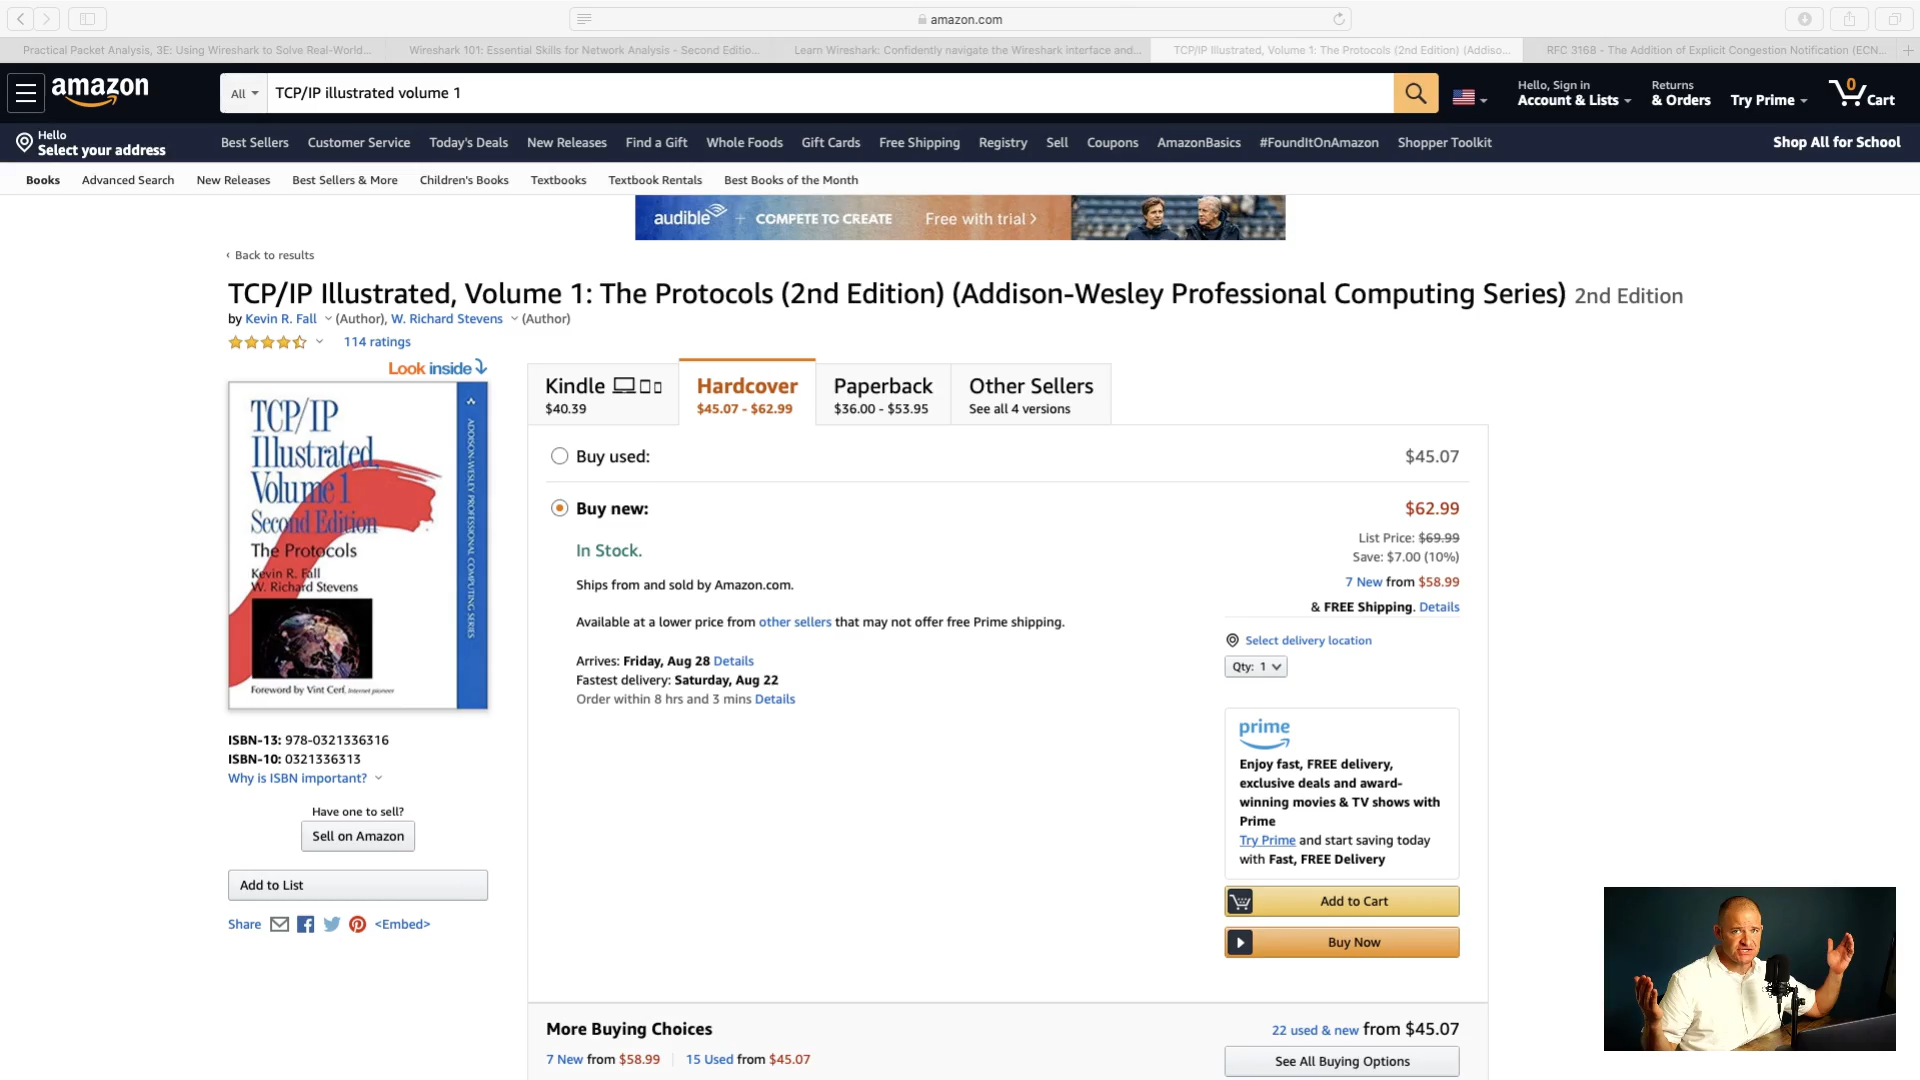 amazon.com
Practical Packet Analysis, 3E: Using Wireshark to Solve Real-World...
Wireshark 101: Essential Skills for Network Analysis - Second Editio...
Learn Wireshark: Confidently navigate the Wireshark interface and...
TCP/IP Illustrated, Volume 1: The Protocols (2nd Edition) (Addiso...
RFC 3168 - The Addition of Explicit Congestion Notification (ECN...
amazon
All
TCP/IP illustrated volume 1
Hello, Sign in
Account & Lists
Returns
& Orders
Try Prime
0
Cart
Hello
Select your address
Best Sellers
Customer Service
Today's Deals
New Releases
Find a Gift
Whole Foods
Gift Cards
Free Shipping
Registry
Sell
Coupons
AmazonBasics
#FoundItOnAmazon
Shopper Toolkit
Shop All for School
Books
Advanced Search
New Releases
Best Sellers & More
Children's Books
Textbooks
Textbook Rentals
Best Books of the Month
audible + COMPETE TO CREATE Free with trial >
‹ Back to results
TCP/IP Illustrated, Volume 1: The Protocols (2nd Edition) (Addison-Wesley Professional Computing Series) 2nd Edition
by Kevin R. Fall (Author), W. Richard Stevens (Author)
114 ratings
Look inside
TCP/IP
Illustrated,
Volume 1
Second Edition
The Protocols
Kevin R. Fall
W. Richard Stevens
Foreword by Vint Cerf, Internet pioneer
ADDISON-WESLEY PROFESSIONAL COMPUTING SERIES
ISBN-13: 978-0321336316
ISBN-10: 0321336313
Why is ISBN important?
Have one to sell?
Sell on Amazon
Add to List
Share
<Embed>
Kindle
$40.39
Hardcover
$45.07 - $62.99
Paperback
$36.00 - $53.95
Other Sellers
See all 4 versions
Buy used: $45.07
Buy new: $62.99
In Stock.
Ships from and sold by Amazon.com.
Available at a lower price from other sellers that may not offer free Prime shipping.
Arrives: Friday, Aug 28 Details
Fastest delivery: Saturday, Aug 22
Order within 8 hrs and 3 mins Details
List Price: $69.99
Save: $7.00 (10%)
7 New from $58.99
& FREE Shipping. Details
Select delivery location
Qty: 1
prime
Enjoy fast, FREE delivery,
exclusive deals and award-
winning movies & TV shows with
Prime
Try Prime and start saving today
with Fast, FREE Delivery
Add to Cart
Buy Now
More Buying Choices
7 New from $58.99 | 15 Used from $45.07
22 used & new from $45.07
See All Buying Options